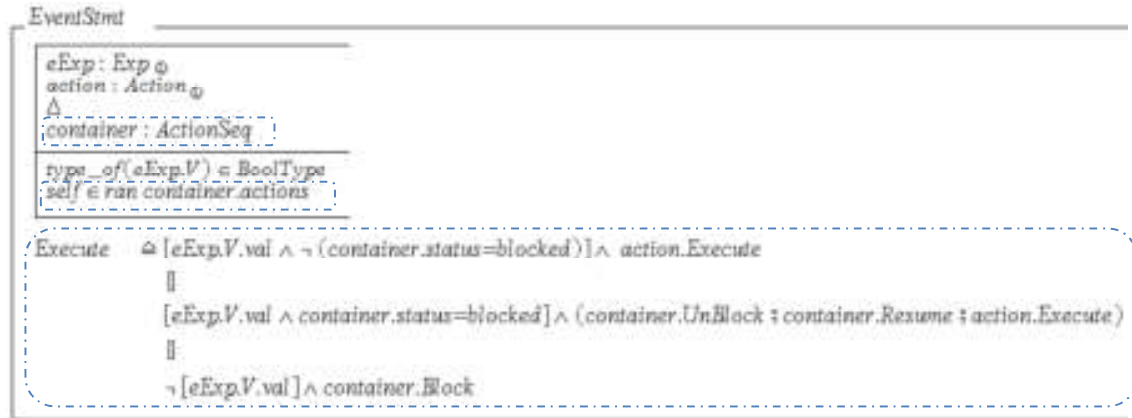 EventStmt
eExp : Exp ©
action : Action ©
Δ
container : ActionSeq
type_of(eExp.V) ∈ BoolType
self ∈ ran container.actions
Execute ≙ [eExp.V.val ∧ ¬ (container.status=blocked)] ∧ action.Execute
[]
[eExp.V.val ∧ container.status=blocked] ∧ (container.UnBlock ⨟ container.Resume ⨟ action.Execute)
[]
¬ [eExp.V.val] ∧ container.Block